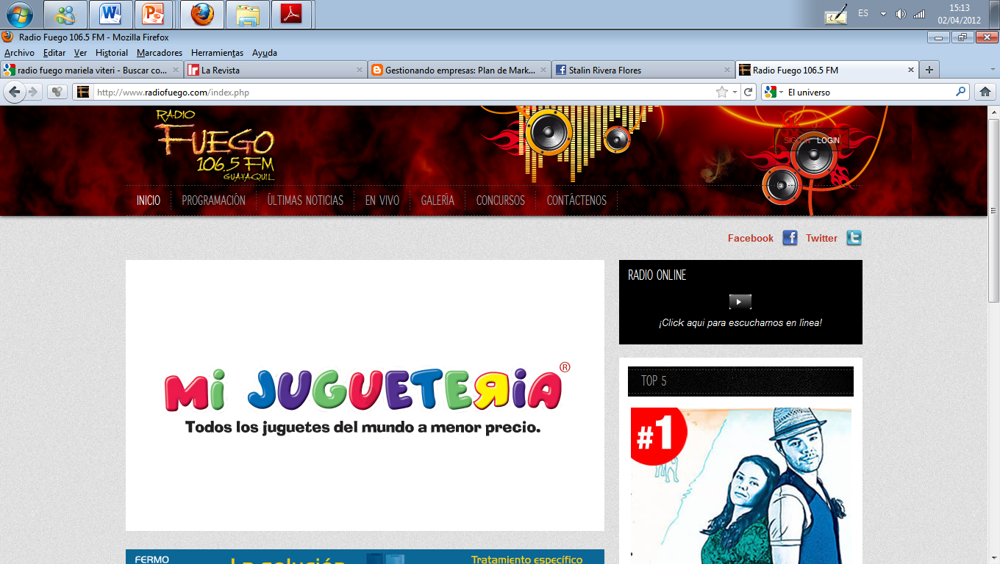 ES
15:13
02/04/2012
Radio Fuego 106.5 FM - Mozilla Firefox
Archivo Editar Ver Historial Marcadores Herramientas Ayuda
radio fuego mariela viteri - Buscar co...
La Revista
Gestionando empresas: Plan de Mark...
Stalin Rivera Flores
Radio Fuego 106.5 FM
http://www.radiofuego.com/index.php
El universo
RADIO
FUEGO
106.5 FM
GUAYAQUIL
SIGN IN LOGIN
INICIO PROGRAMACIÓN ÚLTIMAS NOTICIAS EN VIVO GALERÍA CONCURSOS CONTÁCTENOS
Facebook Twitter
RADIO ONLINE
¡Click aqui para escucharnos en línea!
MI JUGUETERIA®
Todos los juguetes del mundo a menor precio.
TOP 5
#1
FERMO
La solución
Tratamiento específico